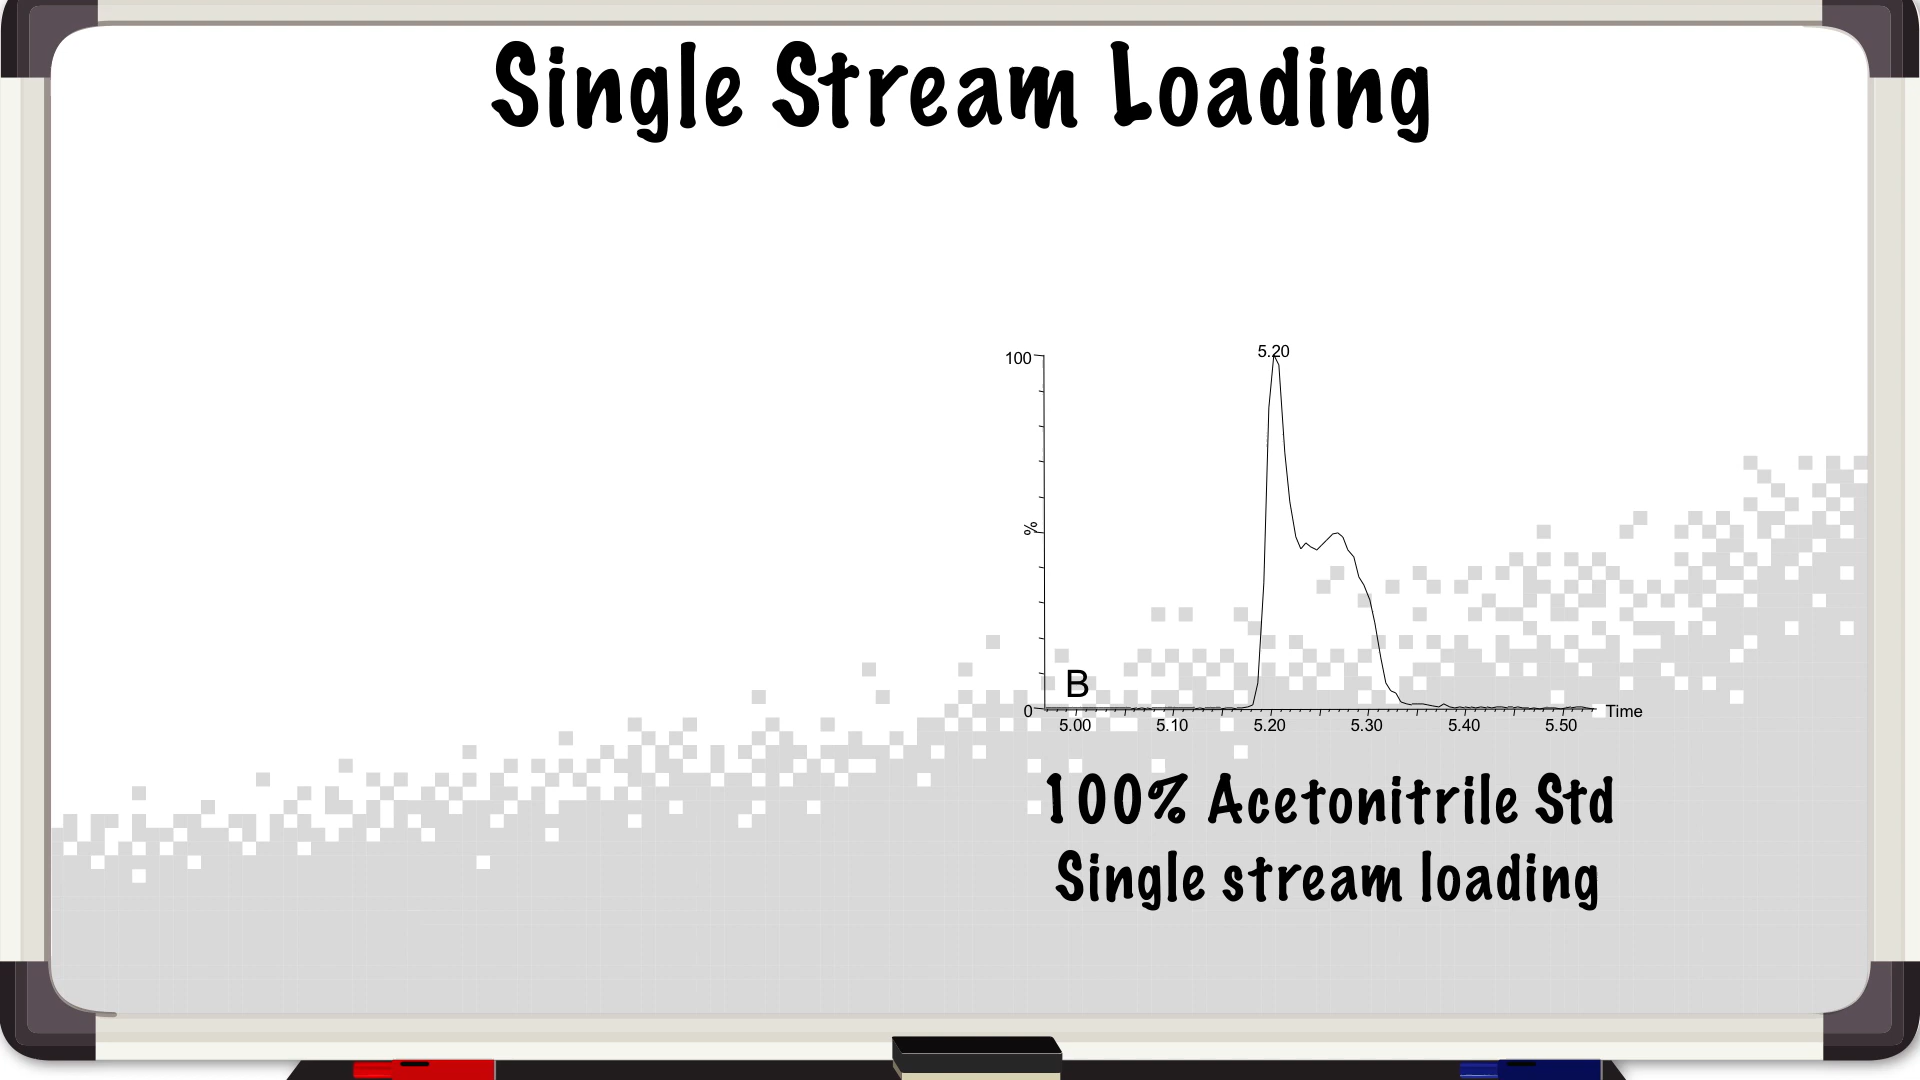 Single Stream Loading
5.20
100
%
B
0
5.00 5.10 5.20 5.30 5.40 5.50 Time
100% Acetonitrile Std
Single stream loading